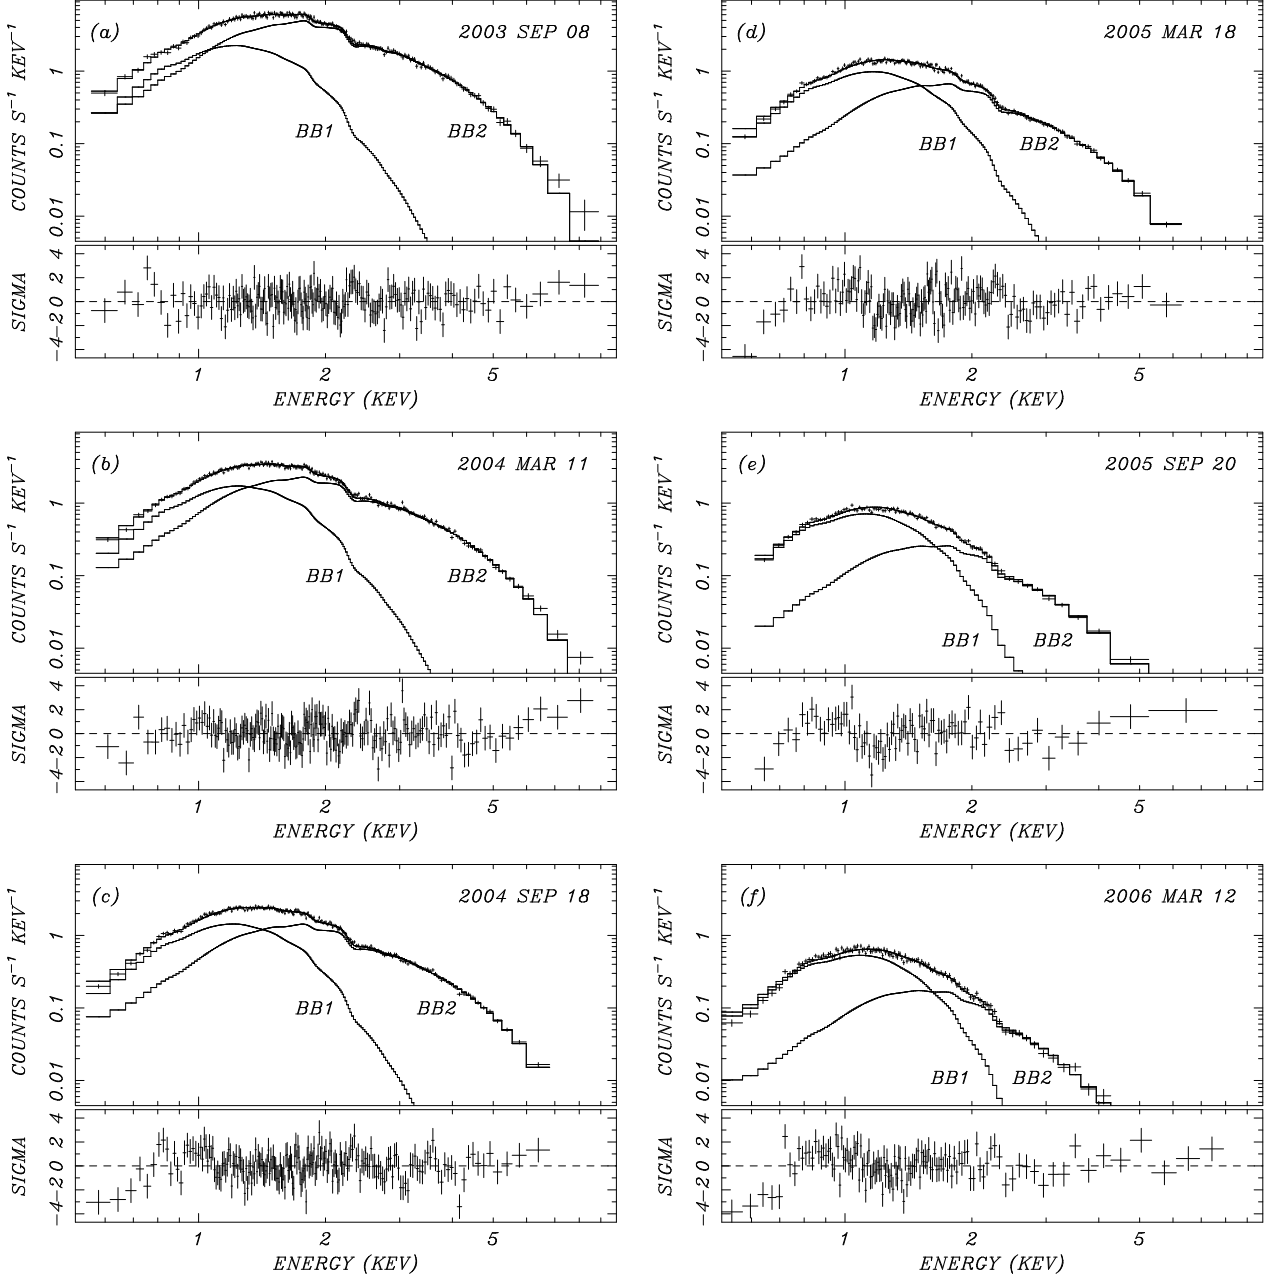 (a) 2003 SEP 08
COUNTS S⁻¹ KEV⁻¹
1
0.1
0.01
BB1 BB2
SIGMA
4
2
0
−2
−4
1 2 5
ENERGY (KEV)
(d) 2005 MAR 18
COUNTS S⁻¹ KEV⁻¹
1
0.1
0.01
BB1 BB2
SIGMA
4
2
0
−2
−4
1 2 5
ENERGY (KEV)
(b) 2004 MAR 11
COUNTS S⁻¹ KEV⁻¹
1
0.1
0.01
BB1 BB2
SIGMA
4
2
0
−2
−4
1 2 5
ENERGY (KEV)
(e) 2005 SEP 20
COUNTS S⁻¹ KEV⁻¹
1
0.1
0.01
BB1 BB2
SIGMA
4
2
0
−2
−4
1 2 5
ENERGY (KEV)
(c) 2004 SEP 18
COUNTS S⁻¹ KEV⁻¹
1
0.1
0.01
BB1 BB2
SIGMA
4
2
0
−2
−4
1 2 5
ENERGY (KEV)
(f) 2006 MAR 12
COUNTS S⁻¹ KEV⁻¹
1
0.1
0.01
BB1 BB2
SIGMA
4
2
0
−2
−4
1 2 5
ENERGY (KEV)